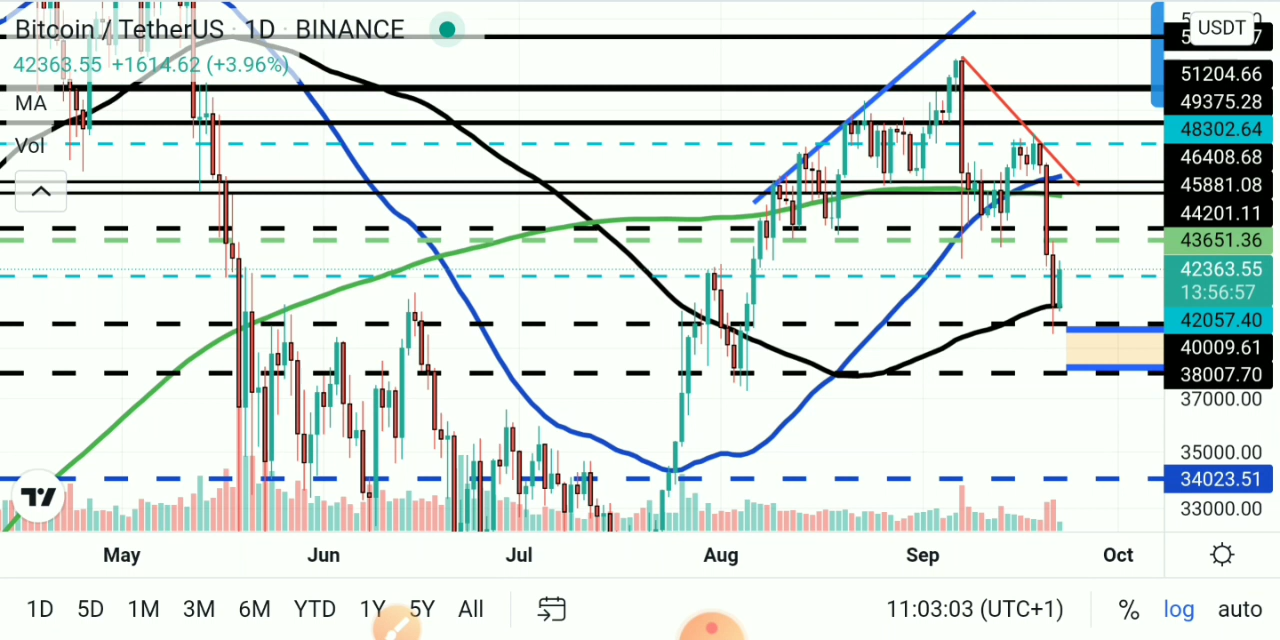 Bitcoin / TetherUS · 1D · BINANCE
42363.55 +1614.62 (+3.96%)
MA
Vol
USDT
51204.66
49375.28
48302.64
46408.68
45881.08
44201.11
43651.36
42363.55
13:56:57
42057.40
40009.61
38007.70
37000.00
35000.00
34023.51
33000.00
May Jun Jul Aug Sep Oct
1D 5D 1M 3M 6M YTD 1Y 5Y All 11:03:03 (UTC+1) % log auto